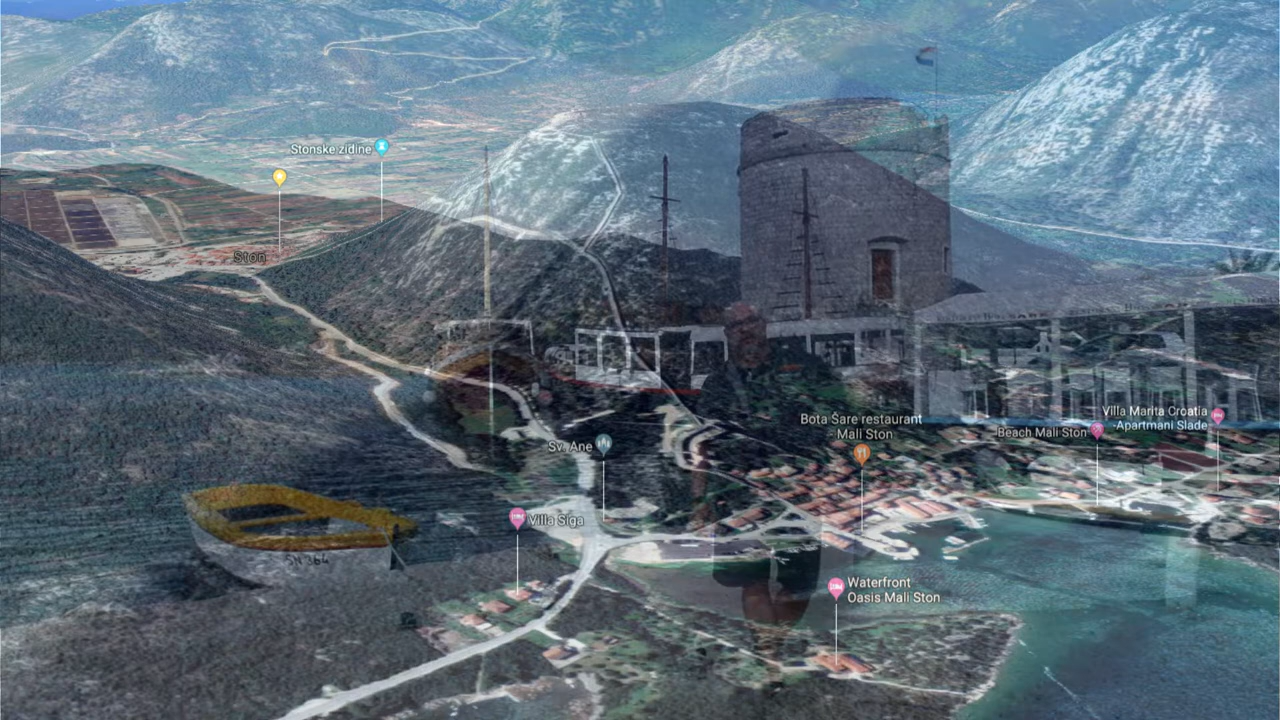 Stonske zidine
Ston
Bota Šare restaurant
- Mali Ston
Villa Marita Croatia
-Apartmani Slade
Beach Mali Ston
Sv. Ane
Villa Siga
SN 364
Waterfront
Oasis Mali Ston